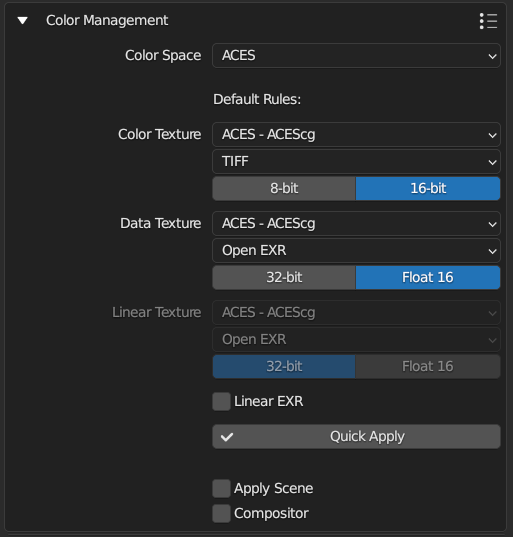 Color Management
Color Space ACES
Default Rules:
Color Texture ACES - ACEScg
TIFF
8-bit 16-bit
Data Texture ACES - ACEScg
Open EXR
32-bit Float 16
Linear Texture ACES - ACEScg
Open EXR
32-bit Float 16
Linear EXR
Quick Apply
Apply Scene
Compositor